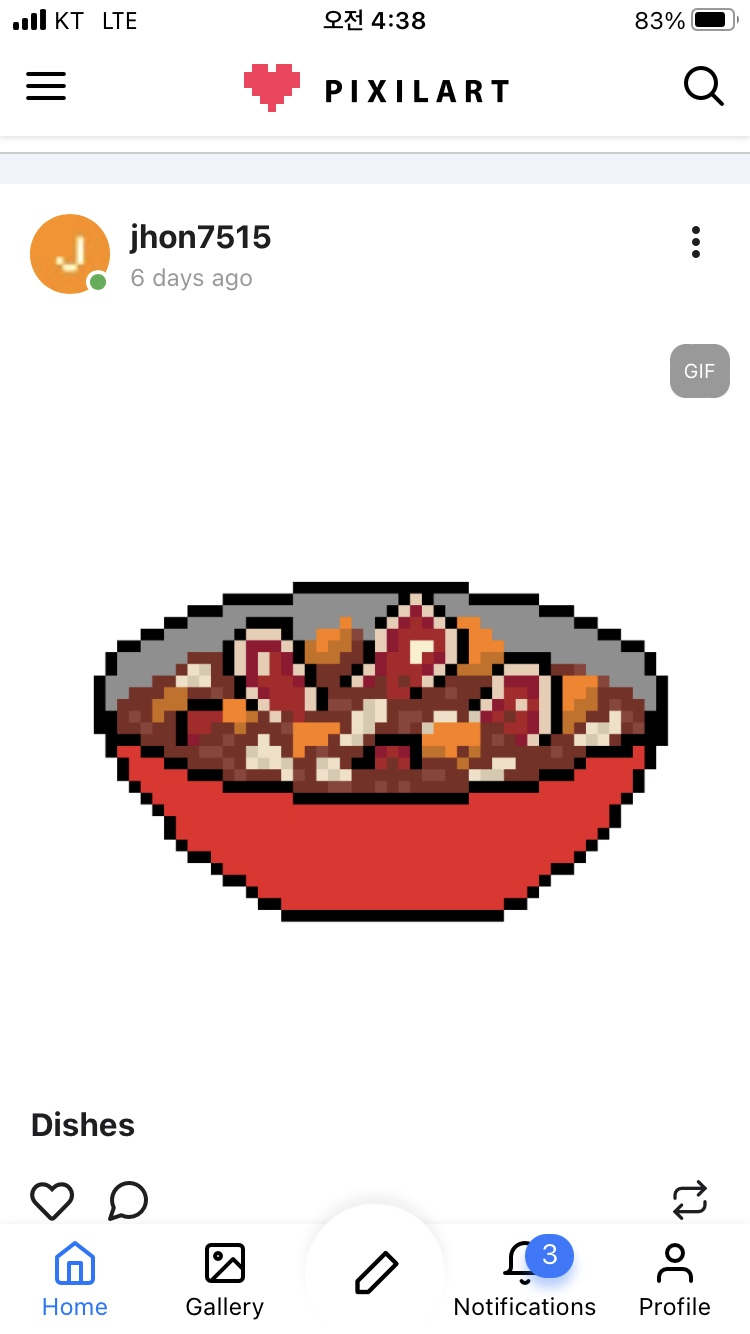 KT LTE 오전 4:38 83%
PIXILART
jhon7515
6 days ago
GIF
Dishes
3
Home Gallery Notifications Profile